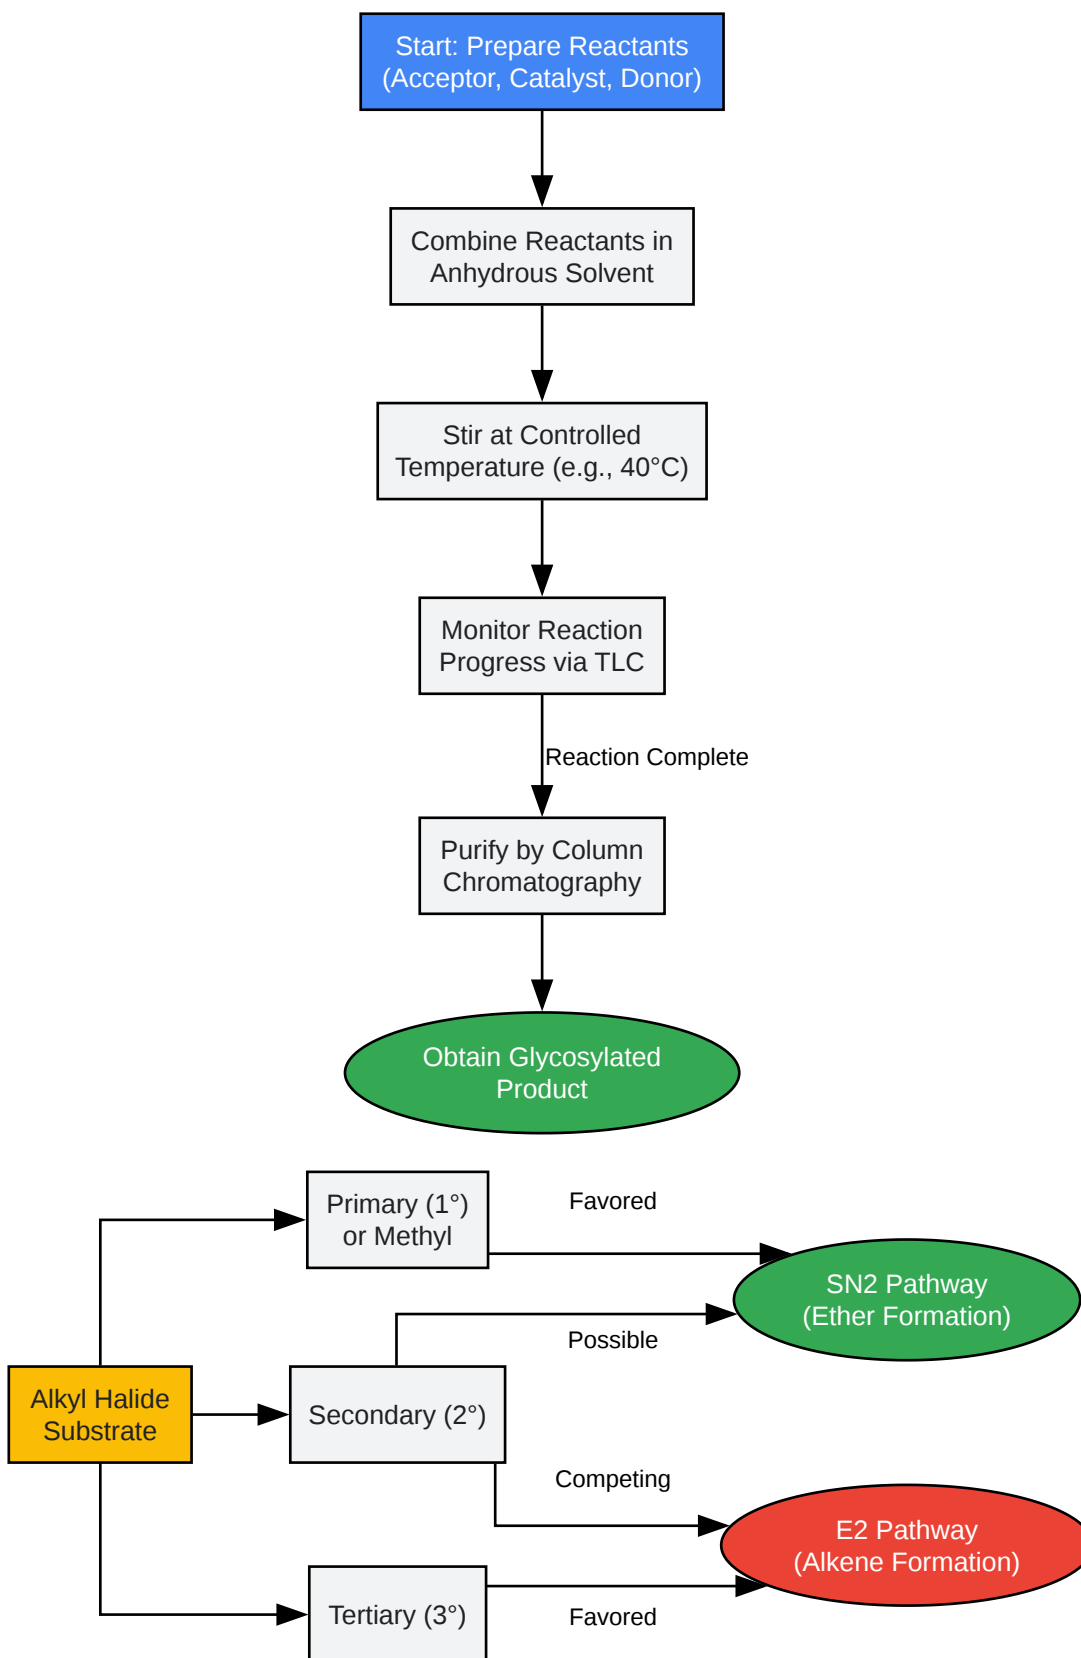 Start: Prepare Reactants
(Acceptor, Catalyst, Donor)
Combine Reactants in
Anhydrous Solvent
Stir at Controlled
Temperature (e.g., 40°C)
Monitor Reaction
Progress via TLC
Reaction Complete
Purify by Column
Chromatography
Obtain Glycosylated
Product
Primary (1°)
or Methyl
Favored
SN2 Pathway
(Ether Formation)
Possible
Alkyl Halide
Substrate
Secondary (2°)
Competing
E2 Pathway
(Alkene Formation)
Tertiary (3°)
Favored